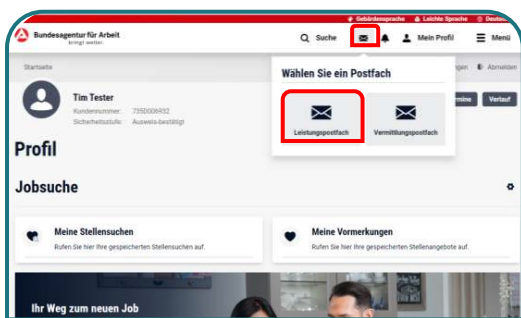 Gebärdensprache Leichte Sprache Deutsch
Bundesagentur für Arbeit
bringt weiter.
Suche Mein Profil Menü
Startseite
Abmelden
Wählen Sie ein Postfach
Leistungspostfach Vermittlungspostfach
Tim Tester
Kundennummer: 735D006932
Sicherheitsstufe: Ausweis-bestätigt
Verlauf
Profil
Jobsuche
Meine Stellensuchen
Rufen Sie hier Ihre gespeicherten Stellensuchen auf.
Meine Vormerkungen
Rufen Sie hier Ihre gespeicherten Stellenangebote auf.
Ihr Weg zum neuen Job